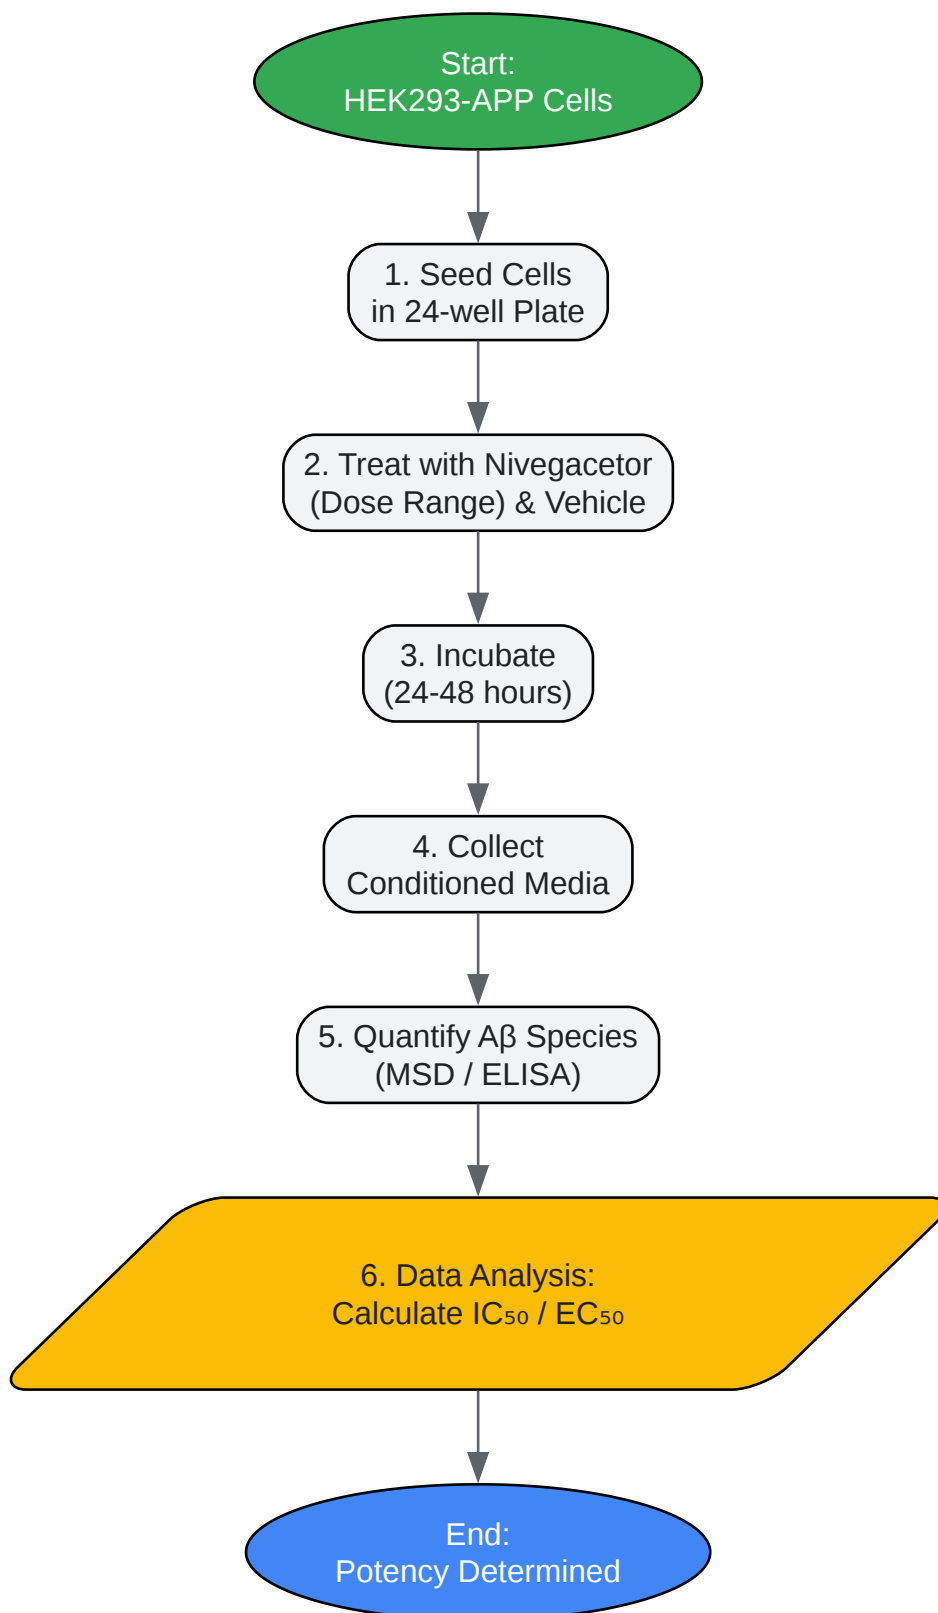 Start:
HEK293-APP Cells
1. Seed Cells
in 24-well Plate
2. Treat with Nivegacetor
(Dose Range) & Vehicle
3. Incubate
(24-48 hours)
4. Collect
Conditioned Media
5. Quantify Aβ Species
(MSD / ELISA)
6. Data Analysis:
Calculate IC₅₀ / EC₅₀
End:
Potency Determined